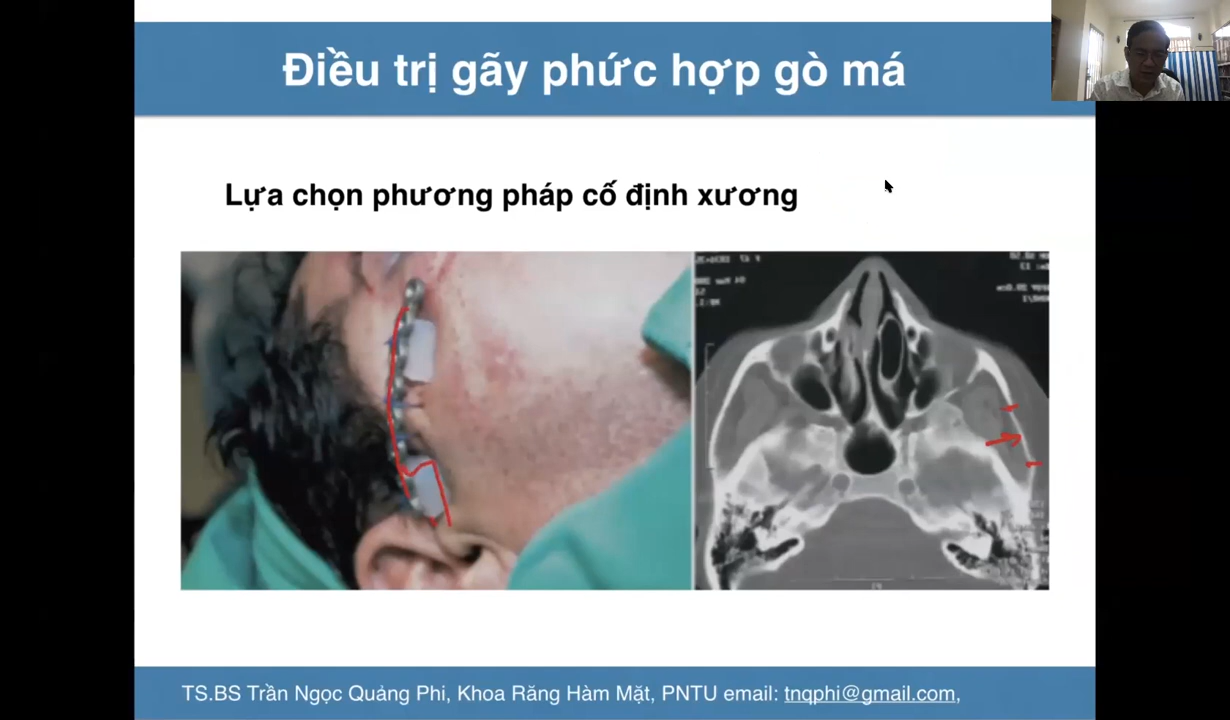 Điều trị gãy phức hợp gò má
Lựa chọn phương pháp cố định xương
TS.BS Trần Ngọc Quảng Phi, Khoa Răng Hàm Mặt, PNTU email: tnqphi@gmail.com,